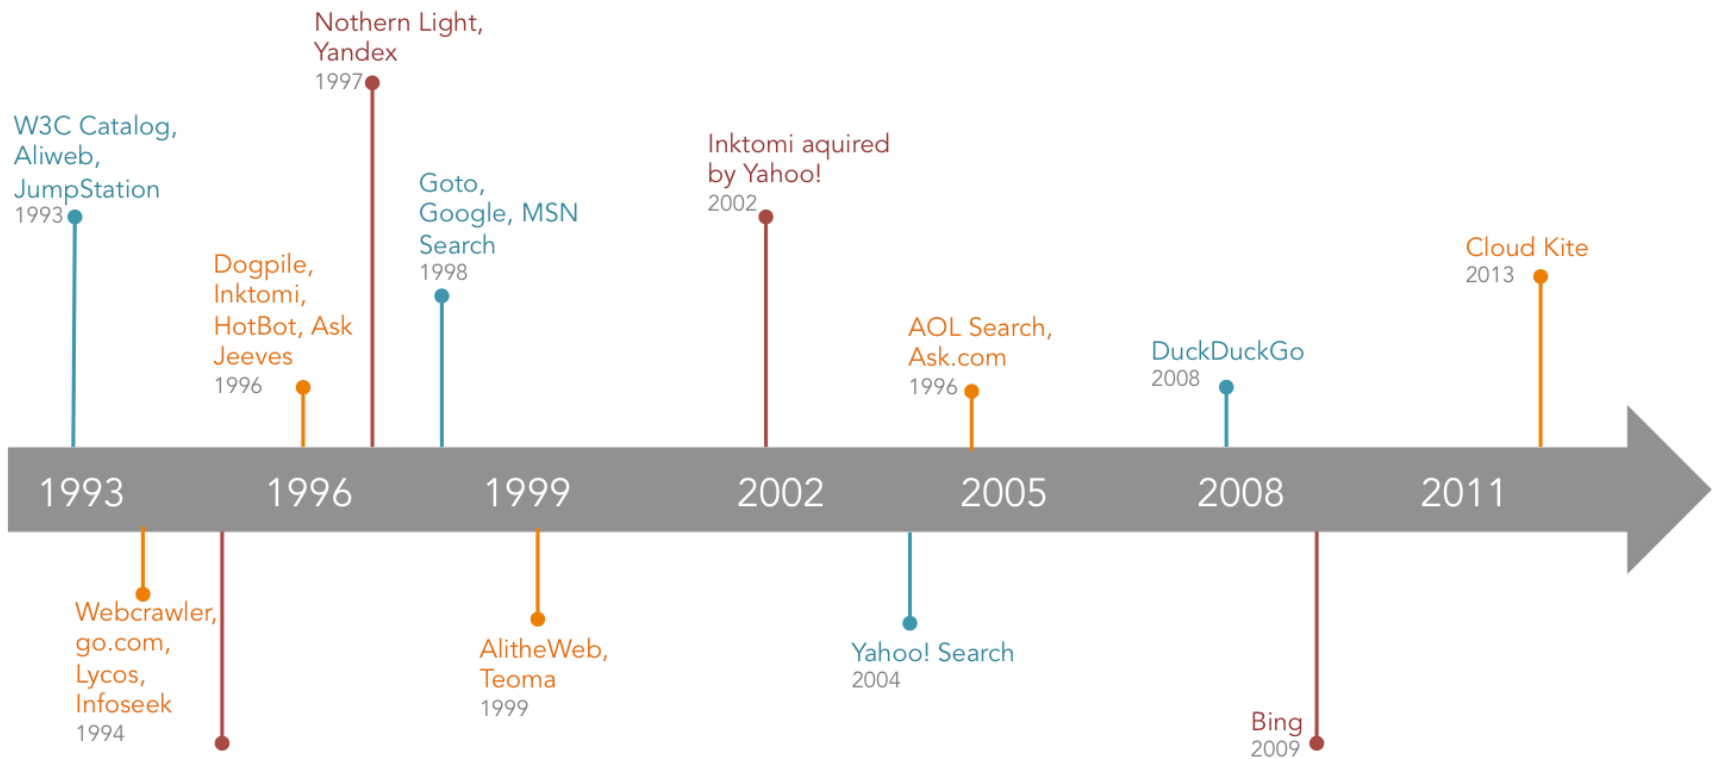 Nothern Light,
Yandex
1997
W3C Catalog,
Aliweb,
JumpStation
1993
Inktomi aquired
by Yahoo!
2002
Goto,
Google, MSN
Search
1998
Dogpile,
Inktomi,
HotBot, Ask
Jeeves
1996
Cloud Kite
2013
AOL Search,
Ask.com
1996
DuckDuckGo
2008
1993 1996 1999 2002 2005 2008 2011
Webcrawler,
go.com,
Lycos,
Infoseek
1994
AlitheWeb,
Teoma
1999
Yahoo! Search
2004
Bing
2009